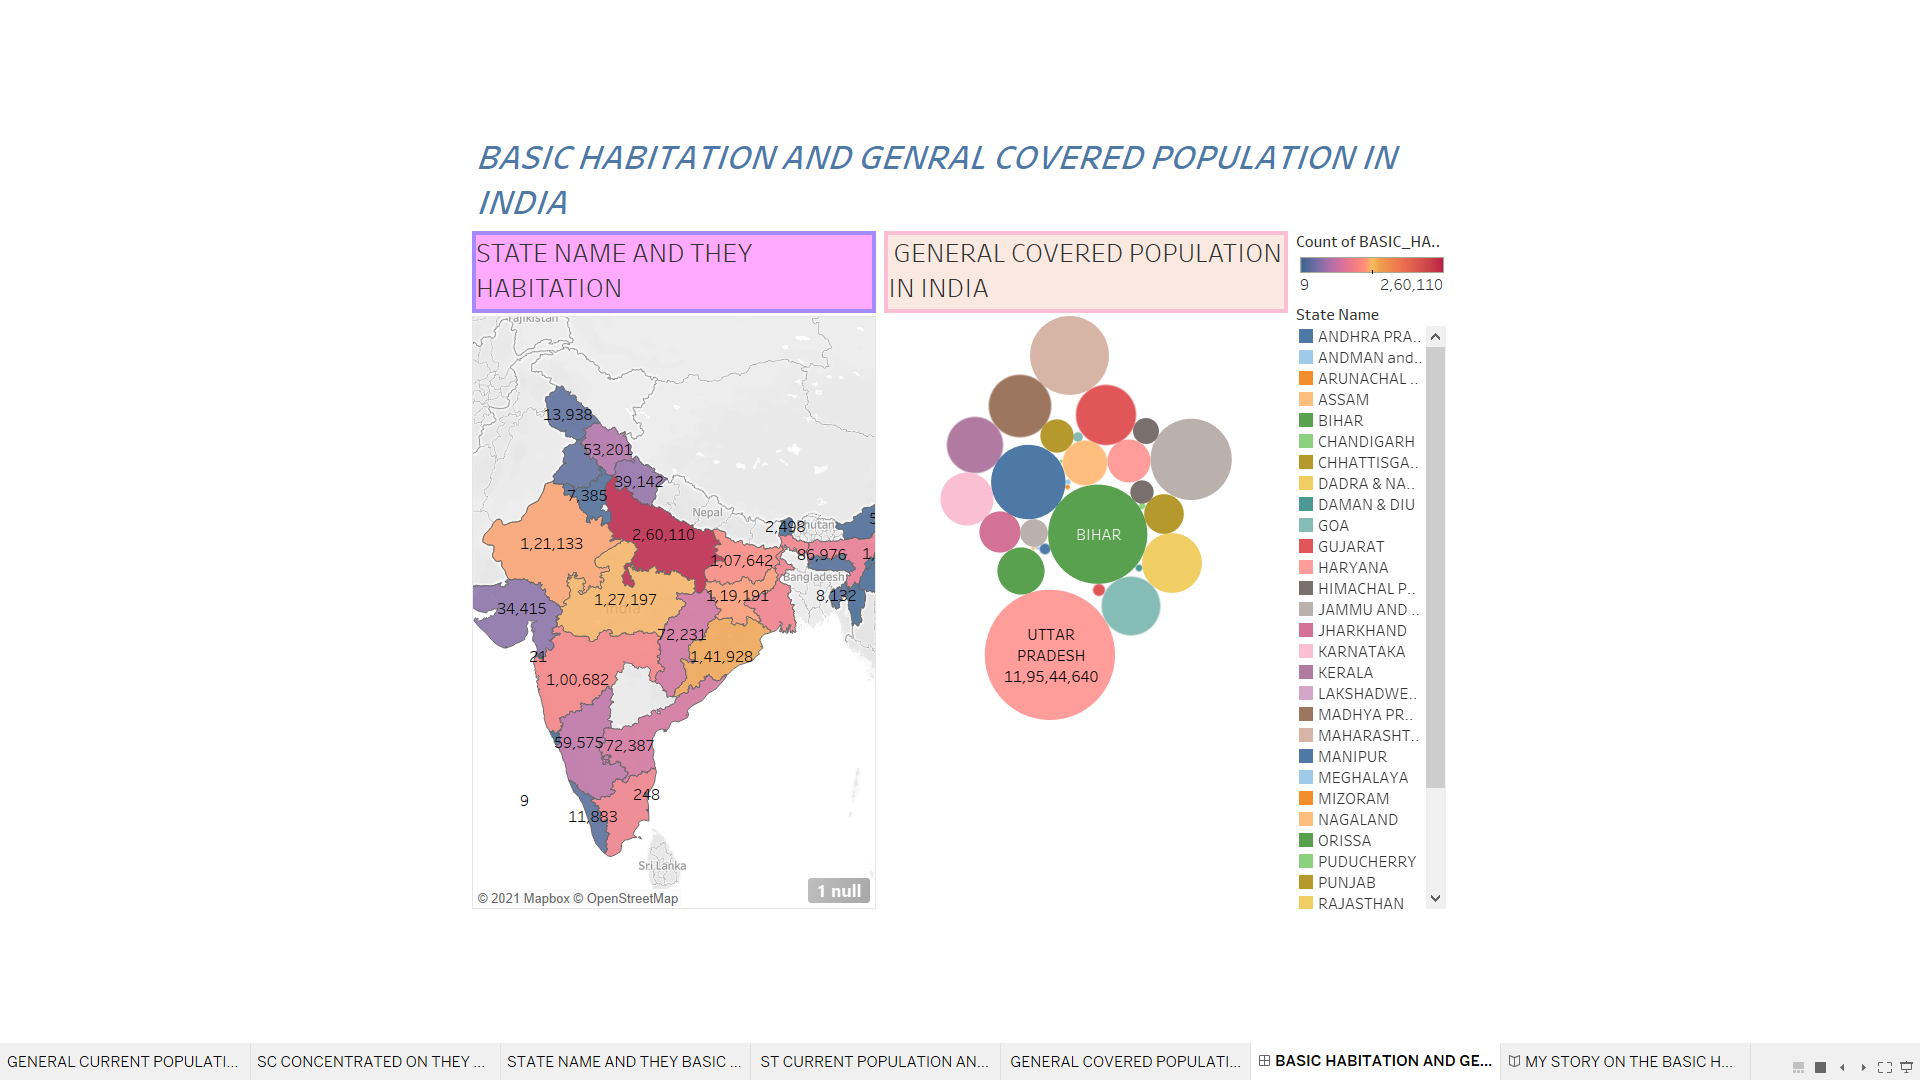 BASIC HABITATION AND GENRAL COVERED POPULATION IN
INDIA
STATE NAME AND THEY
HABITATION
GENERAL COVERED POPULATION
IN INDIA
Count of BASIC_HA..
9 2,60,110
State Name
ANDHRA PRA..
ANDMAN and..
ARUNACHAL ..
ASSAM
BIHAR
CHANDIGARH
CHHATTISGA..
DADRA & NA..
DAMAN & DIU
GOA
GUJARAT
HARYANA
HIMACHAL P..
JAMMU AND ..
JHARKHAND
KARNATAKA
KERALA
LAKSHADWE..
MADHYA PR..
MAHARASHT..
MANIPUR
MEGHALAYA
MIZORAM
NAGALAND
ORISSA
PUDUCHERRY
PUNJAB
RAJASTHAN
Tajikistan
13,938
53,201
39,142
7,385
Nepal
2,498
2,60,110
1,21,133
1,07,642
86,976
Bangladesh
1,27,197
India
1,19,191
8,132
34,415
72,231
21
1,41,928
1,00,682
59,575
72,387
9
248
11,883
Sri Lanka
1 null
© 2021 Mapbox © OpenStreetMap
BIHAR
UTTAR
PRADESH
11,95,44,640
GENERAL CURRENT POPULATI...
SC CONCENTRATED ON THEY ...
STATE NAME AND THEY BASIC ...
ST CURRENT POPULATION AN...
GENERAL COVERED POPULATI...
BASIC HABITATION AND GE...
MY STORY ON THE BASIC H...